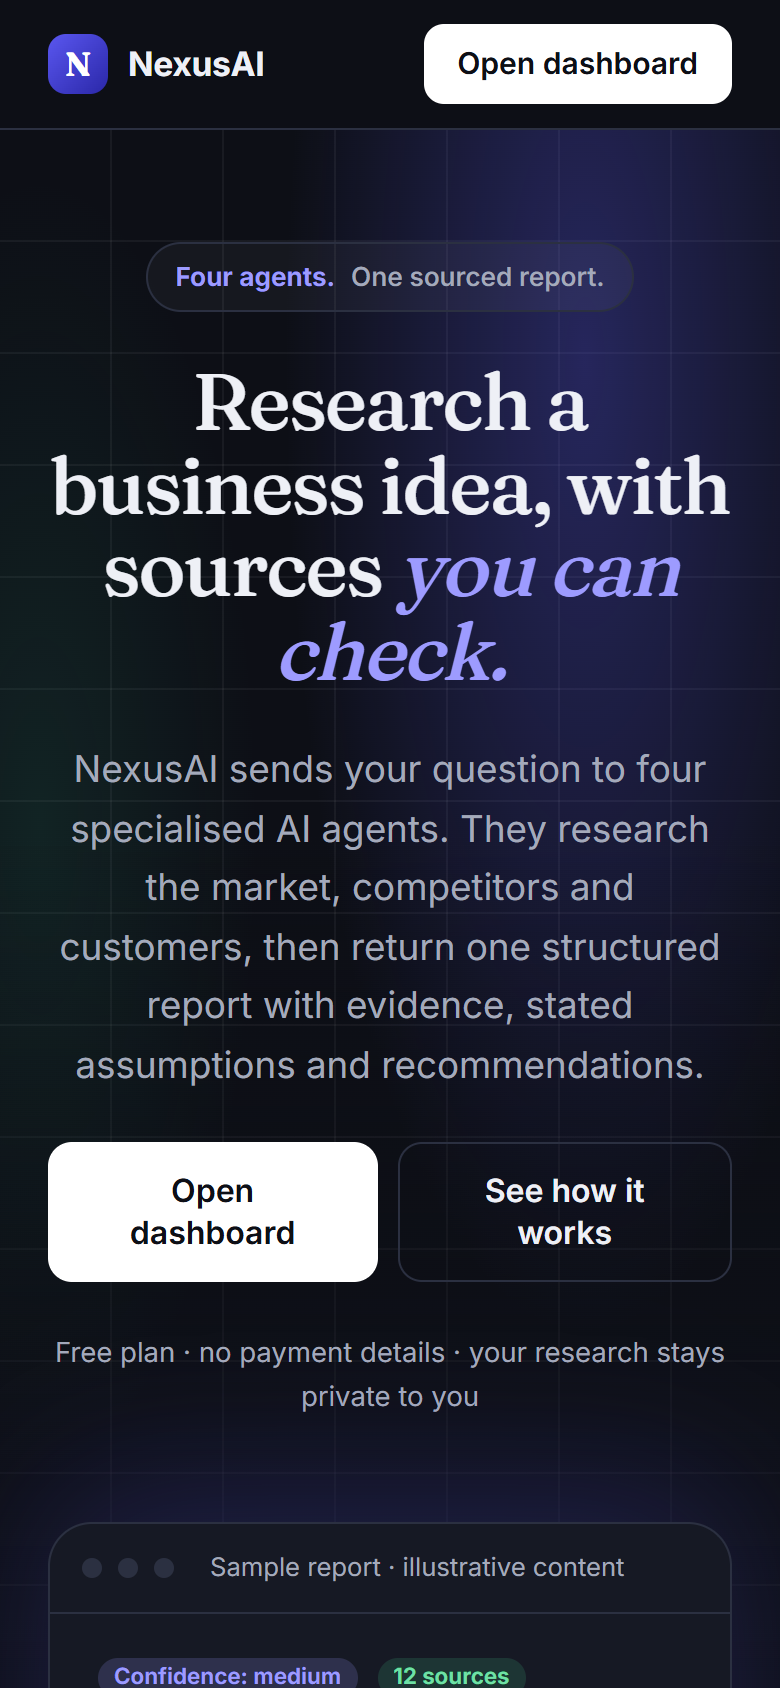 N NexusAI
Open dashboard
Four agents. One sourced report.
Research a
business idea, with
sources you can
check.
NexusAI sends your question to four
specialised AI agents. They research
the market, competitors and
customers, then return one structured
report with evidence, stated
assumptions and recommendations.
Open
dashboard
See how it
works
Free plan · no payment details · your research stays
private to you
Sample report · illustrative content
Confidence: medium
12 sources